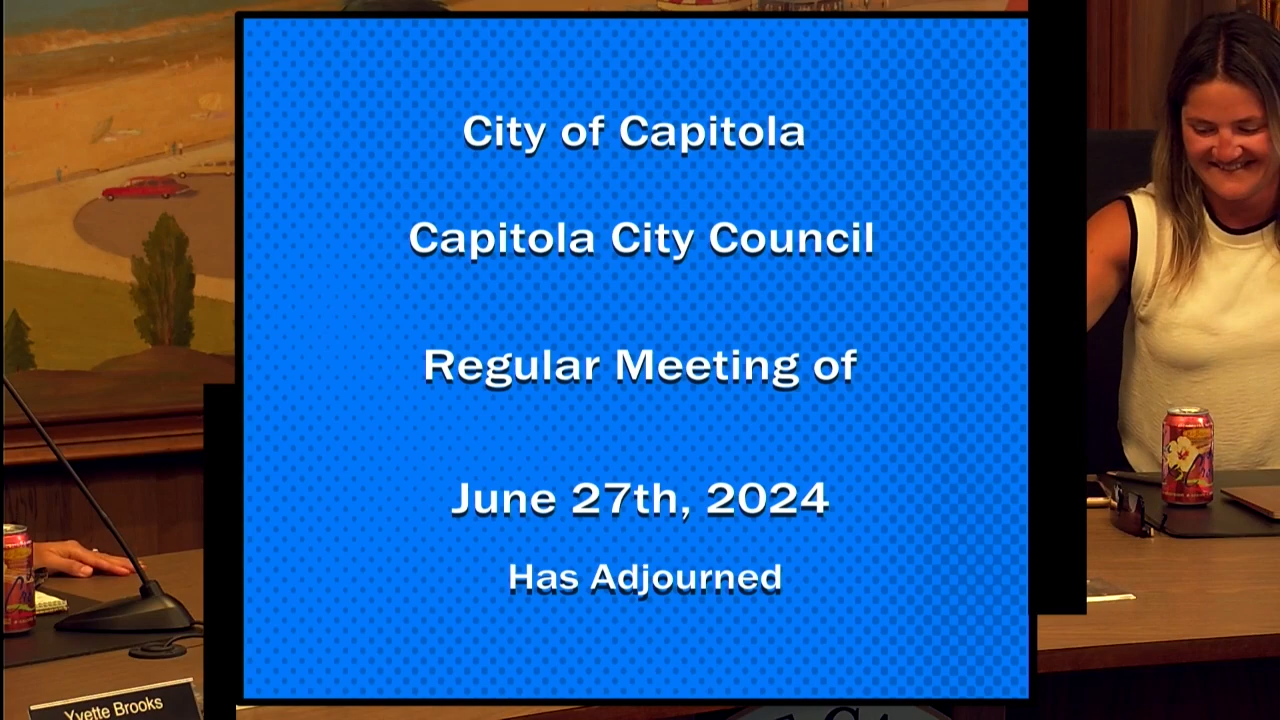 City of Capitola
Capitola City Council
Regular Meeting of
June 27th, 2024
Has Adjourned
Yvette Brooks